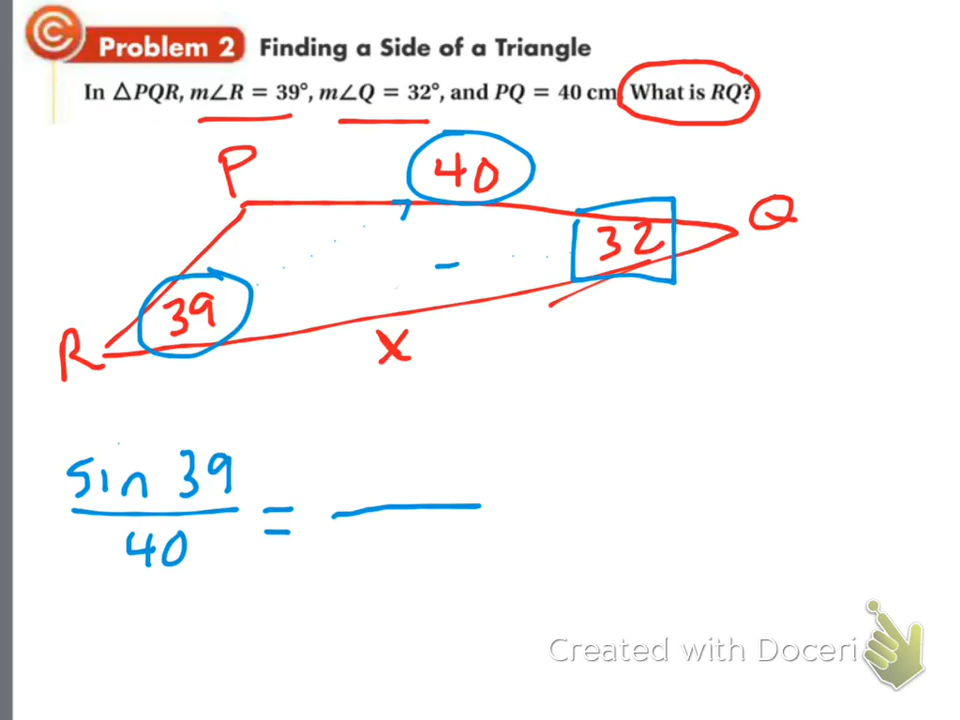 C Problem 2 Finding a Side of a Triangle
In △PQR, m∠R = 39°, m∠Q = 32°, and PQ = 40 cm. What is RQ?
P 40 Q
32
39
R X
sin 39 / 40 =
Created with Doceri